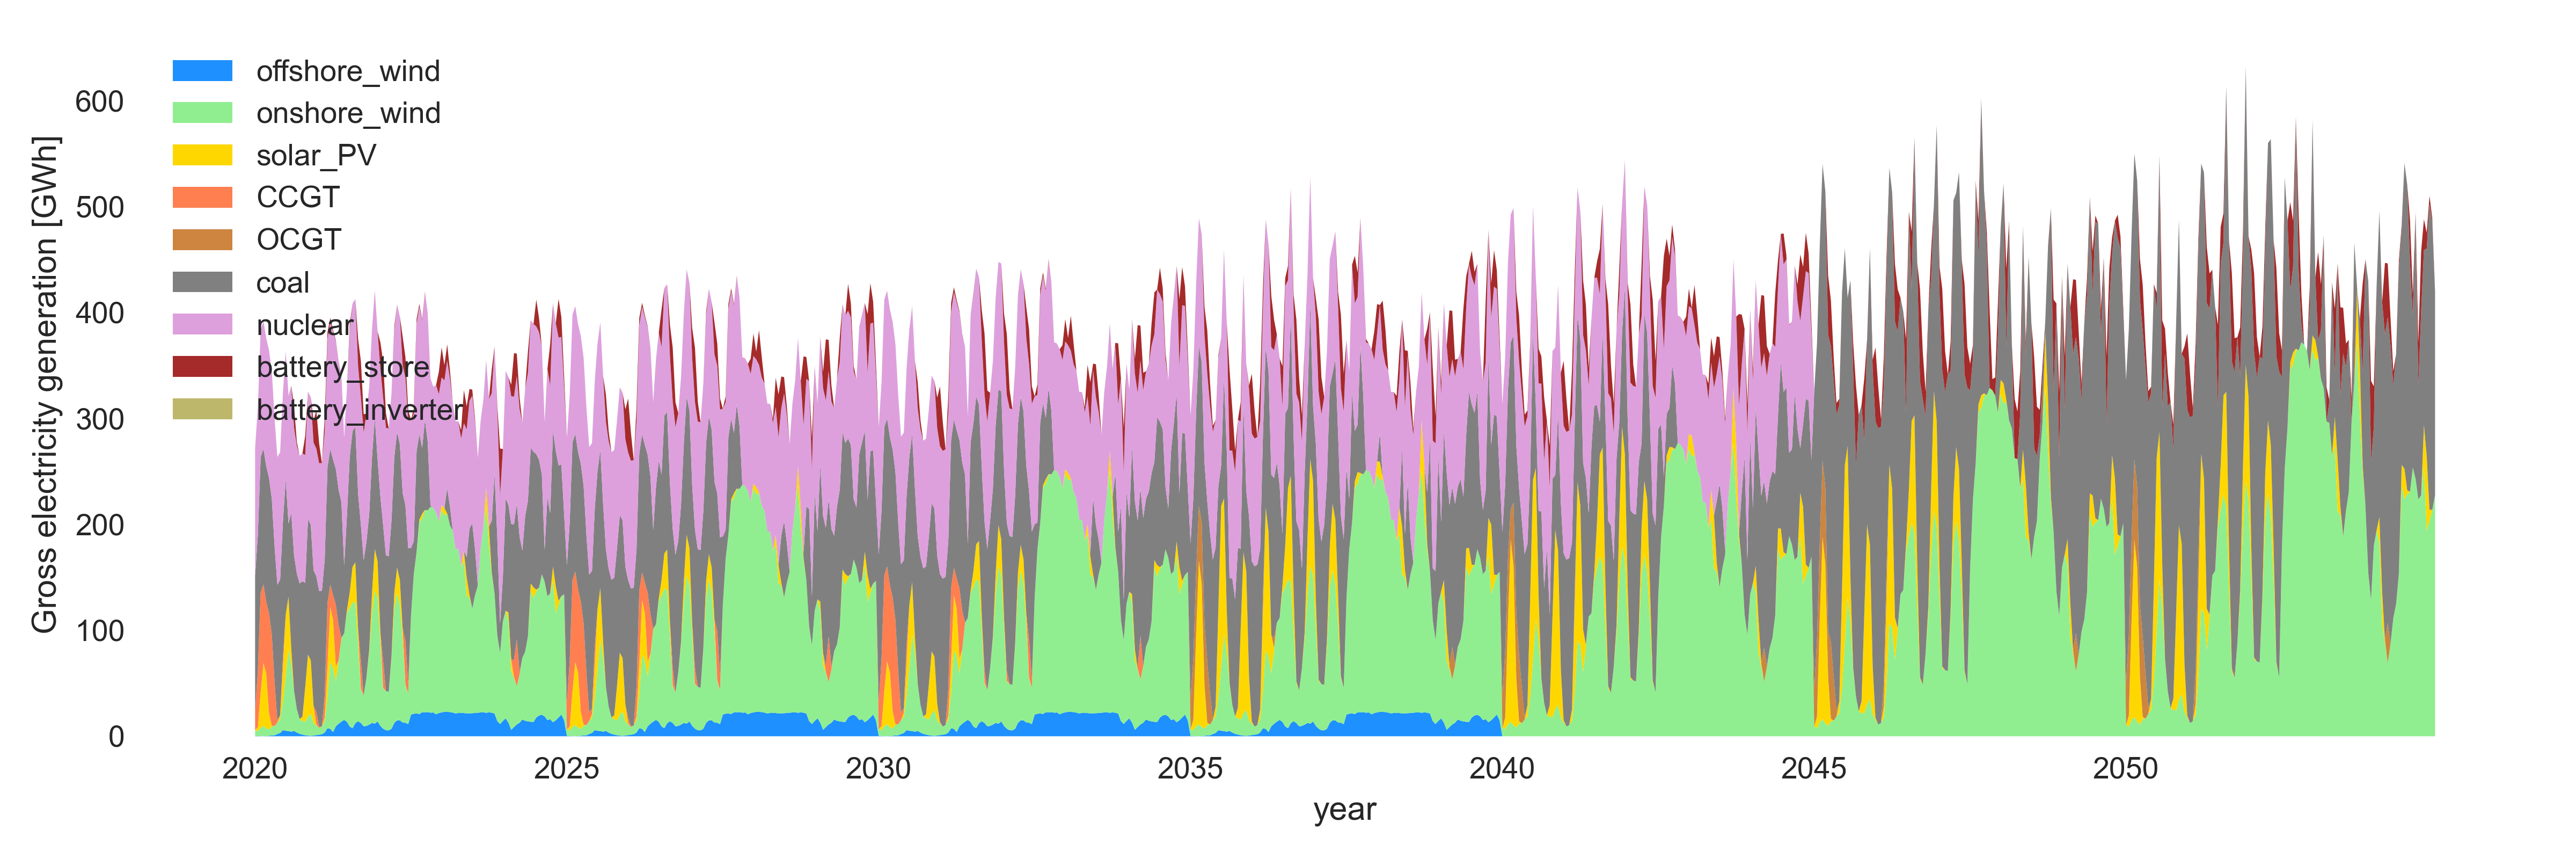 Gross electricity generation [GWh]
600
500
400
300
200
100
0
offshore_wind
onshore_wind
solar_PV
CCGT
OCGT
coal
nuclear
battery_store
battery_inverter
2020
2025
2030
2035
2040
2045
2050
year